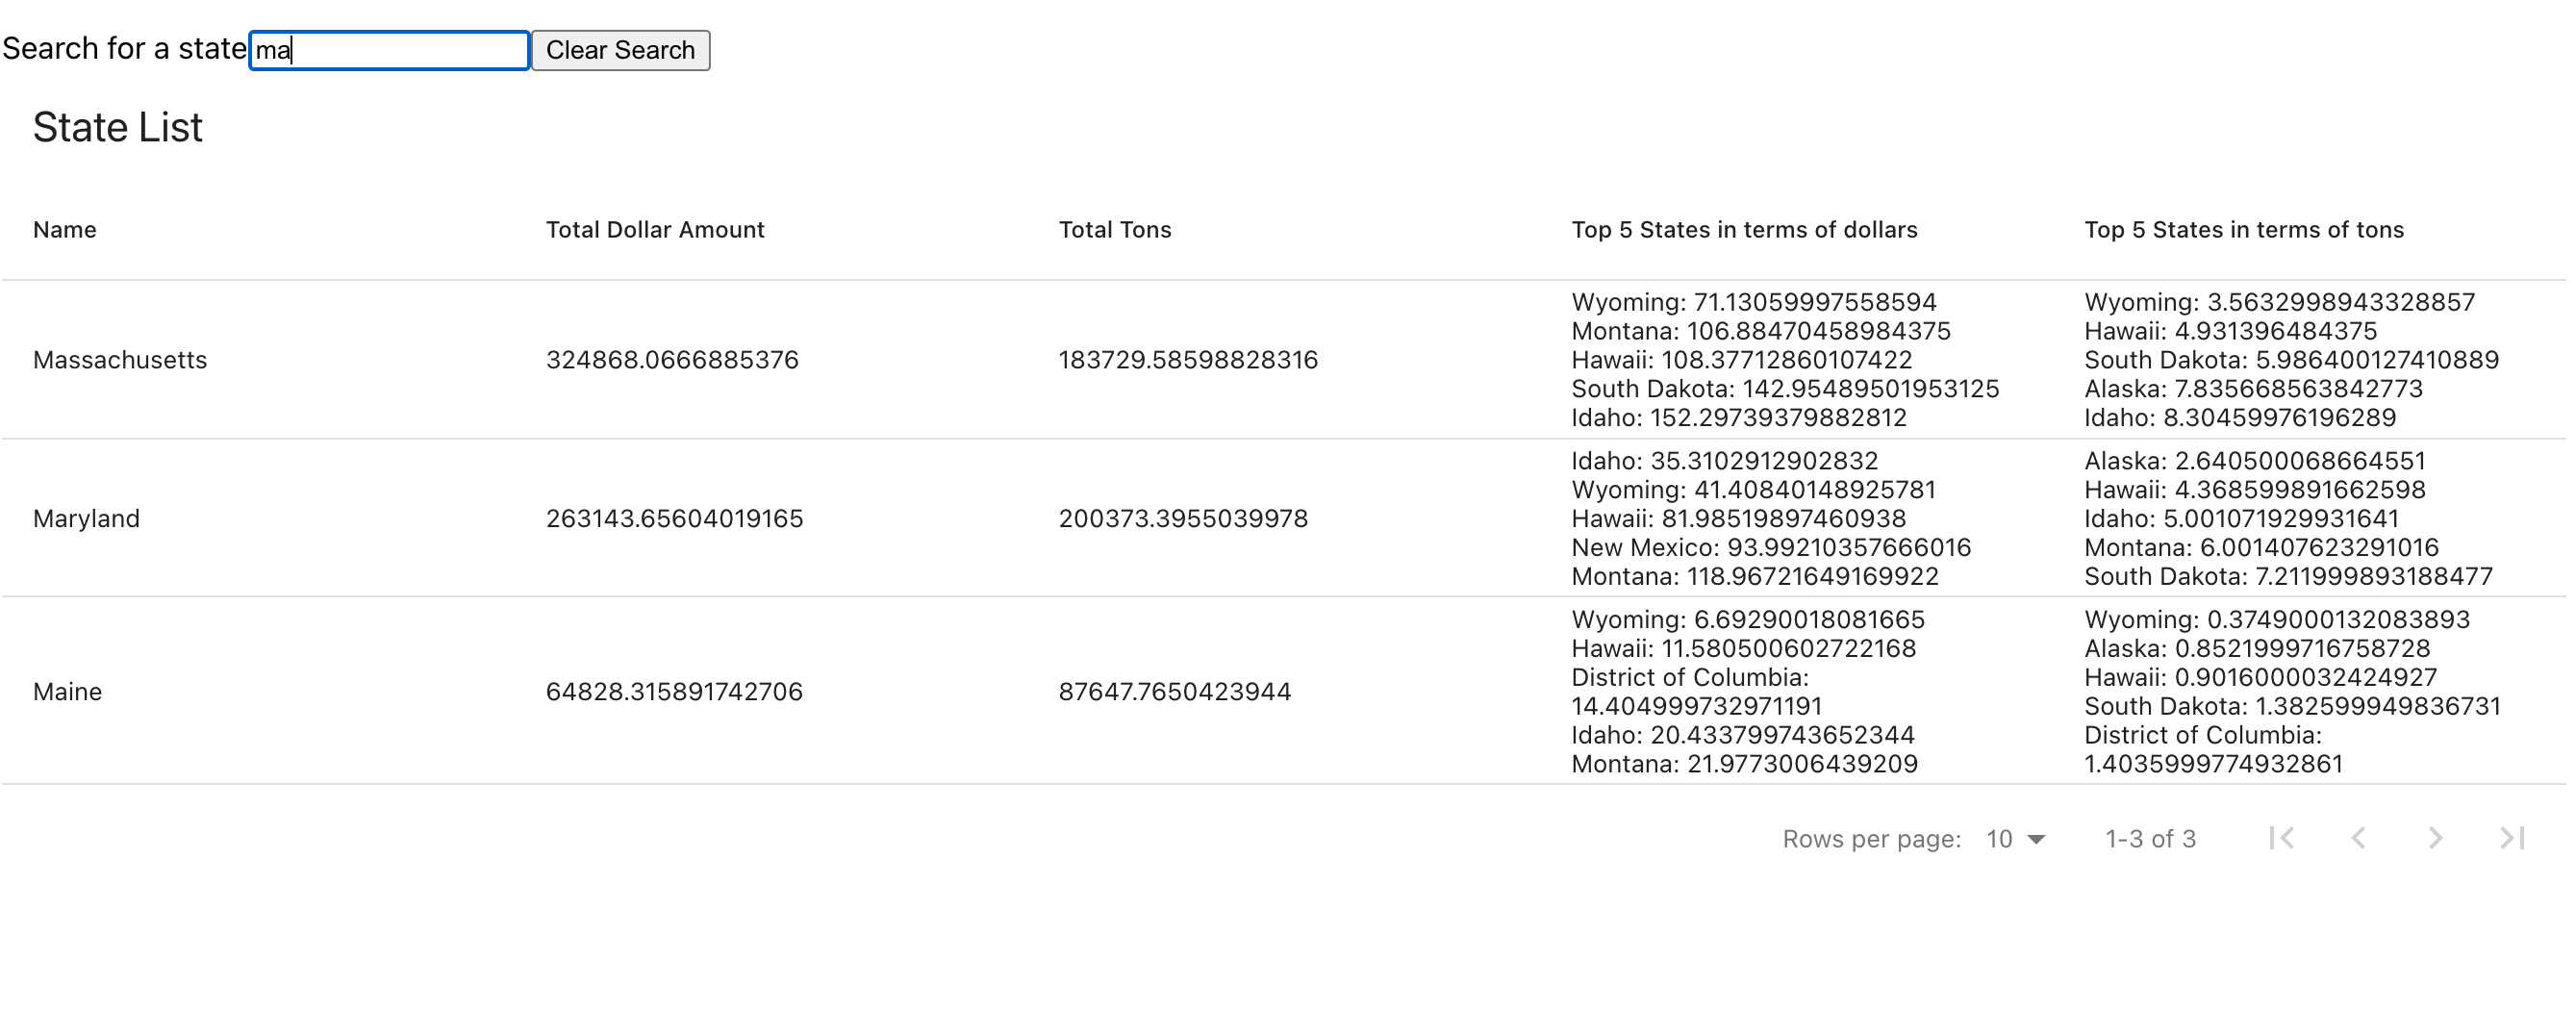 Search for a state ma Clear Search
State List
Name Total Dollar Amount Total Tons Top 5 States in terms of dollars Top 5 States in terms of tons
Massachusetts 324868.0666885376 183729.58598828316
Wyoming: 71.13059997558594
Montana: 106.88470458984375
Hawaii: 108.37712860107422
South Dakota: 142.95489501953125
Idaho: 152.29739379882812
Wyoming: 3.5632998943328857
Hawaii: 4.931396484375
South Dakota: 5.986400127410889
Alaska: 7.835668563842773
Idaho: 8.30459976196289
Maryland 263143.65604019165 200373.3955039978
Idaho: 35.3102912902832
Wyoming: 41.40840148925781
Hawaii: 81.98519897460938
New Mexico: 93.99210357666016
Montana: 118.96721649169922
Alaska: 2.640500068664551
Hawaii: 4.368599891662598
Idaho: 5.001071929931641
Montana: 6.001407623291016
South Dakota: 7.211999893188477
Maine 64828.315891742706 87647.7650423944
Wyoming: 6.69290018081665
Hawaii: 11.580500602722168
District of Columbia:
14.404999732971191
Idaho: 20.433799743652344
Montana: 21.9773006439209
Wyoming: 0.3749000132083893
Alaska: 0.8521999716758728
Hawaii: 0.9016000032424927
South Dakota: 1.382599949836731
District of Columbia:
1.4035999774932861
Rows per page: 10 1-3 of 3